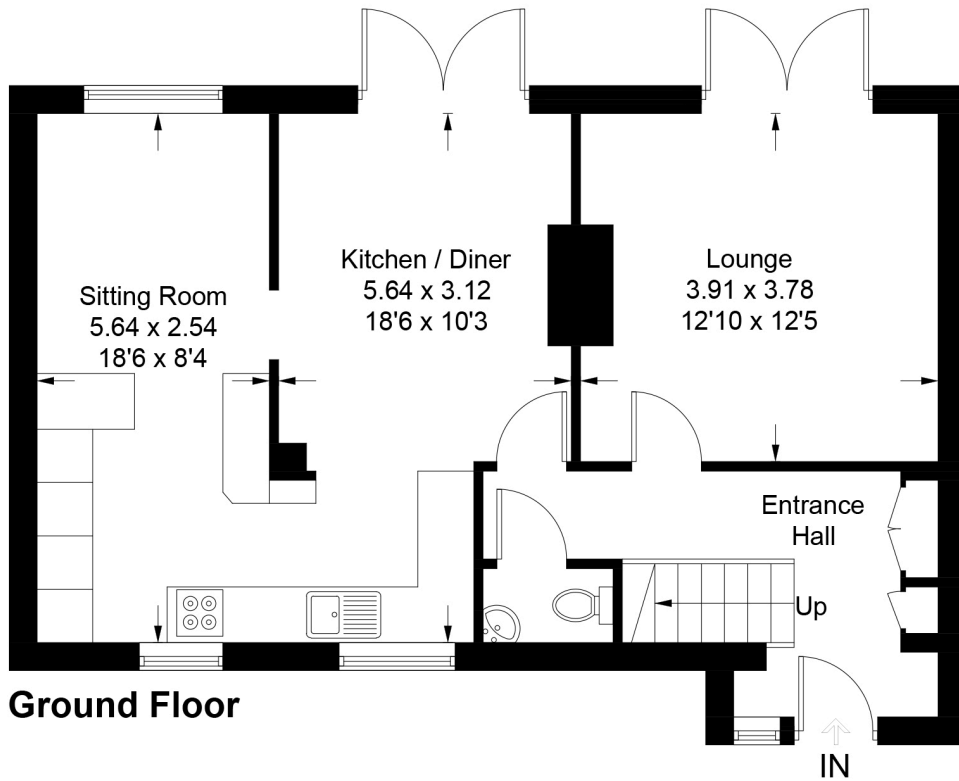 Sitting Room
5.64 x 2.54
18'6 x 8'4
Kitchen / Diner
5.64 x 3.12
18'6 x 10'3
Lounge
3.91 x 3.78
12'10 x 12'5
Entrance
Hall
Up
Ground Floor
IN